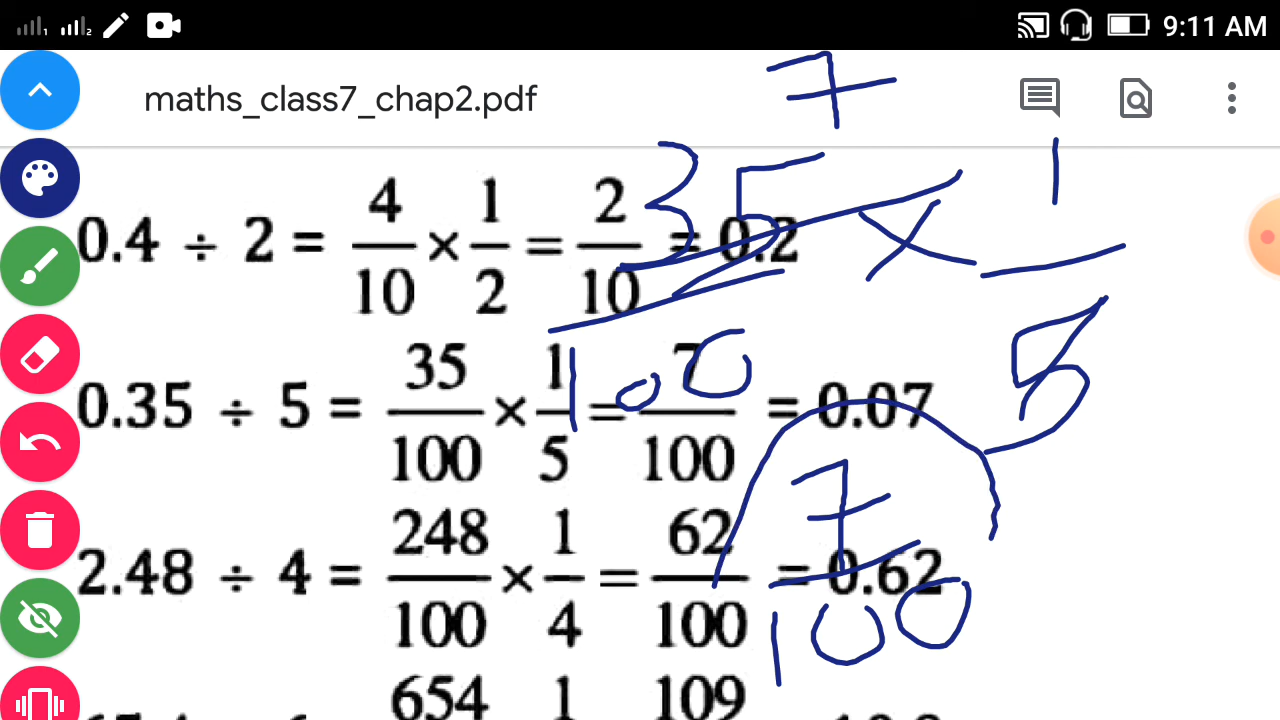 9:11 AM
maths_class7_chap2.pdf
7
0.4 ÷ 2 = 4/10 × 1/2 = 2/10 = 0.2
35/100 × 1/5
0.35 ÷ 5 = 35/100 × 1/5 = 7/100 = 0.07
7/100
2.48 ÷ 4 = 248/100 × 1/4 = 62/100 = 0.62
654 1 109